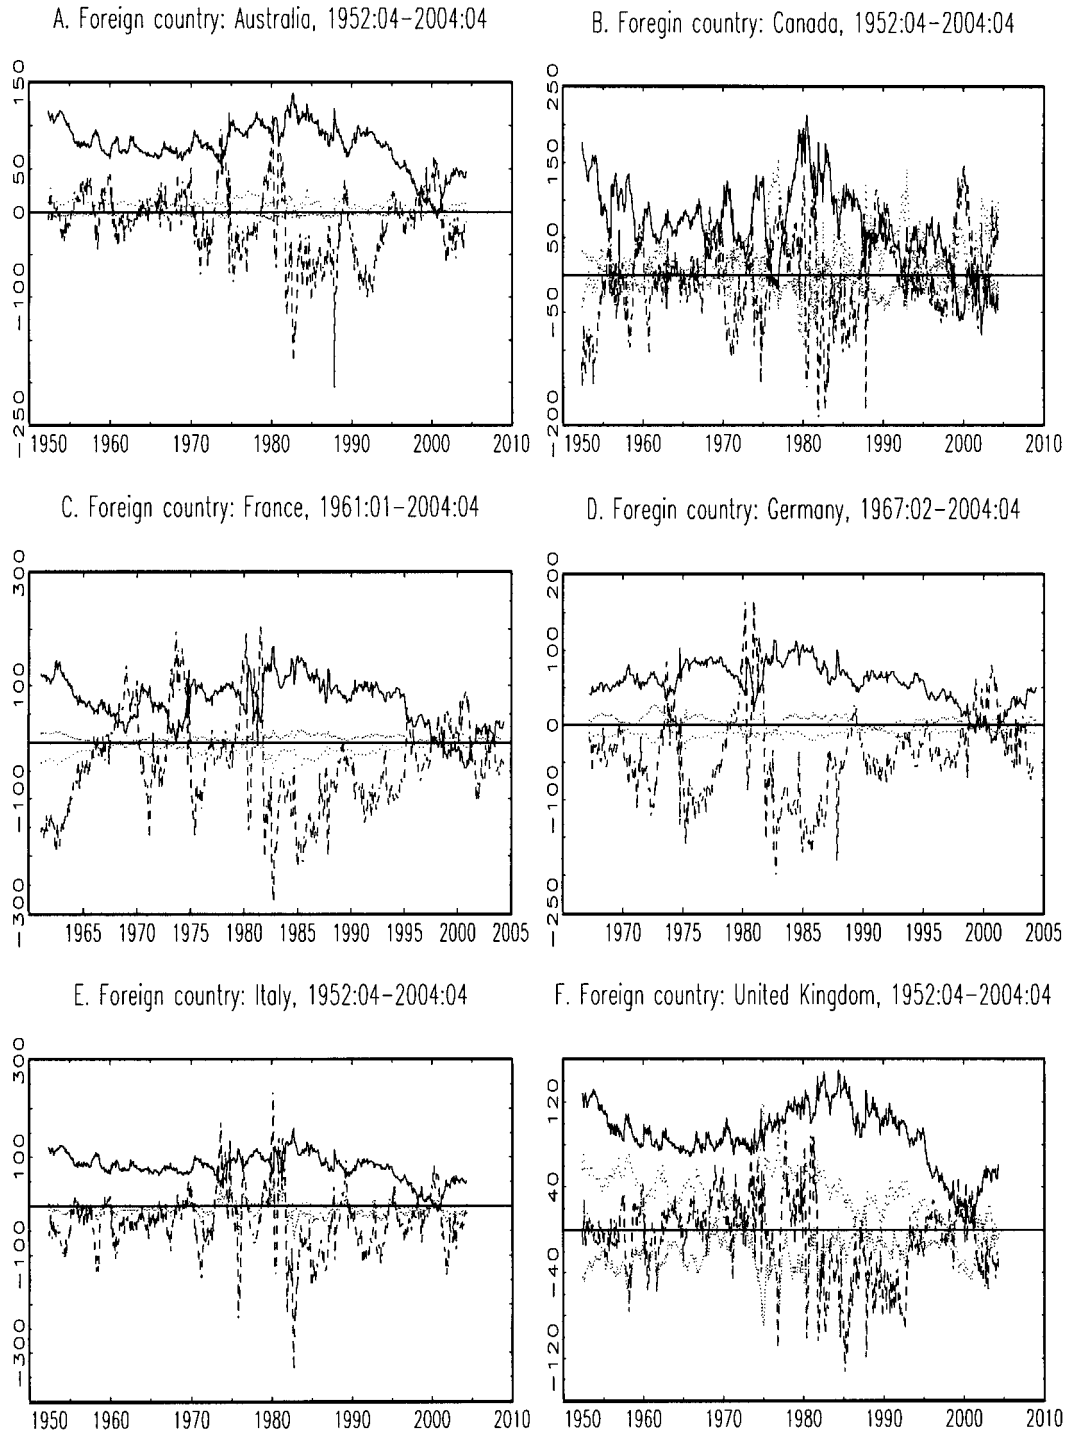 A. Foreign country: Australia, 1952:04–2004:04
B. Foregin country: Canada, 1952:04–2004:04
150
50
0
−100
−250
1950 1960 1970 1980 1990 2000 2010
250
150
50
−50
−200
1950 1960 1970 1980 1990 2000 2010
C. Foreign country: France, 1961:01–2004:04
D. Foregin country: Germany, 1967:02–2004:04
300
100
−100
−300
1965 1970 1975 1980 1985 1990 1995 2000 2005
200
100
0
−100
−250
1970 1975 1980 1985 1990 1995 2000 2005
E. Foreign country: Italy, 1952:04–2004:04
F. Foreign country: United Kingdom, 1952:04–2004:04
300
100
−100
−300
1950 1960 1970 1980 1990 2000 2010
120
40
−40
−120
1950 1960 1970 1980 1990 2000 2010